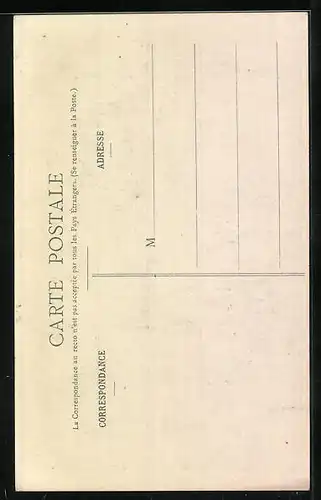 CARTE POSTALE
La Correspondance au recto n'est pas acceptée par tous les Pays Étrangers. (Se renseigner à la Poste.)
CORRESPONDANCE
ADRESSE
M